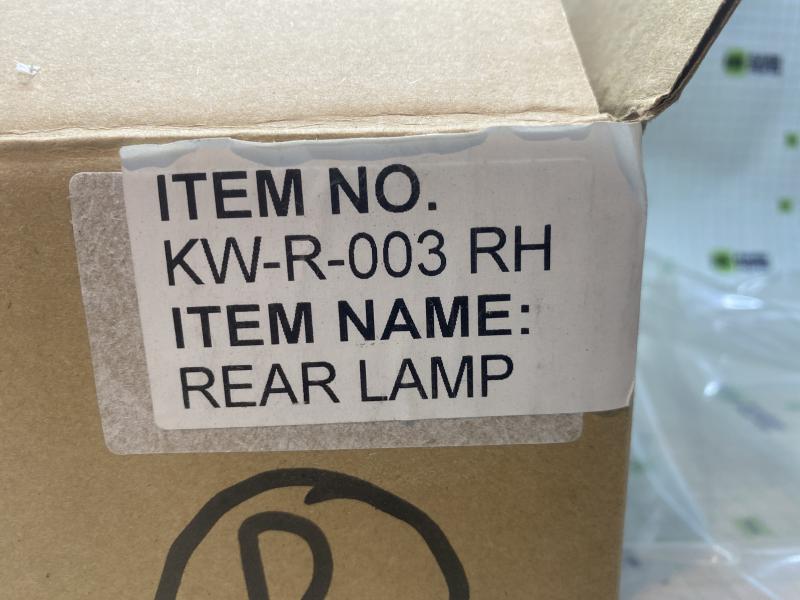 ITEM NO.
KW-R-003 RH
ITEM NAME:
REAR LAMP